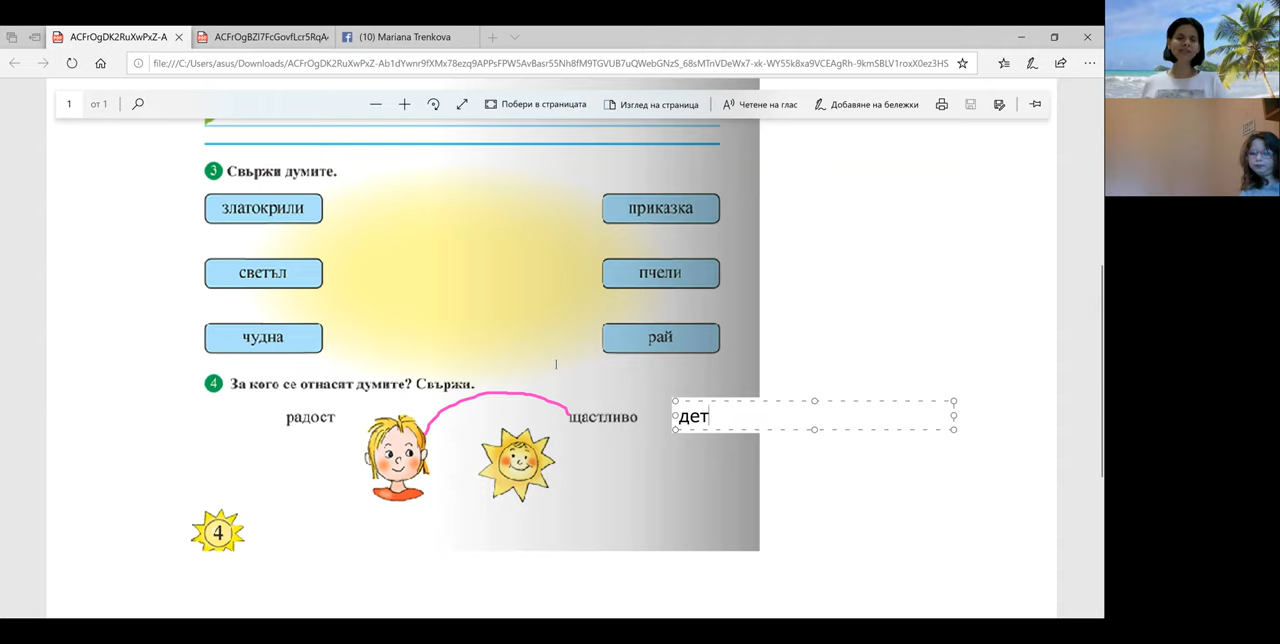 ACFrOgDK2RuXwPxZ-A
ACFrOgBZI7FcGovfLcr5RqA
(10) Mariana Trenkova
1 от 1
Побери в страницата
Изглед на страница
Четене на глас
Добавяне на бележки
3 Свържи думите.
златокрили
приказка
светъл
пчели
чудна
рай
4 За кого се отнасят думите? Свържи.
радост
щастливо
дет
4